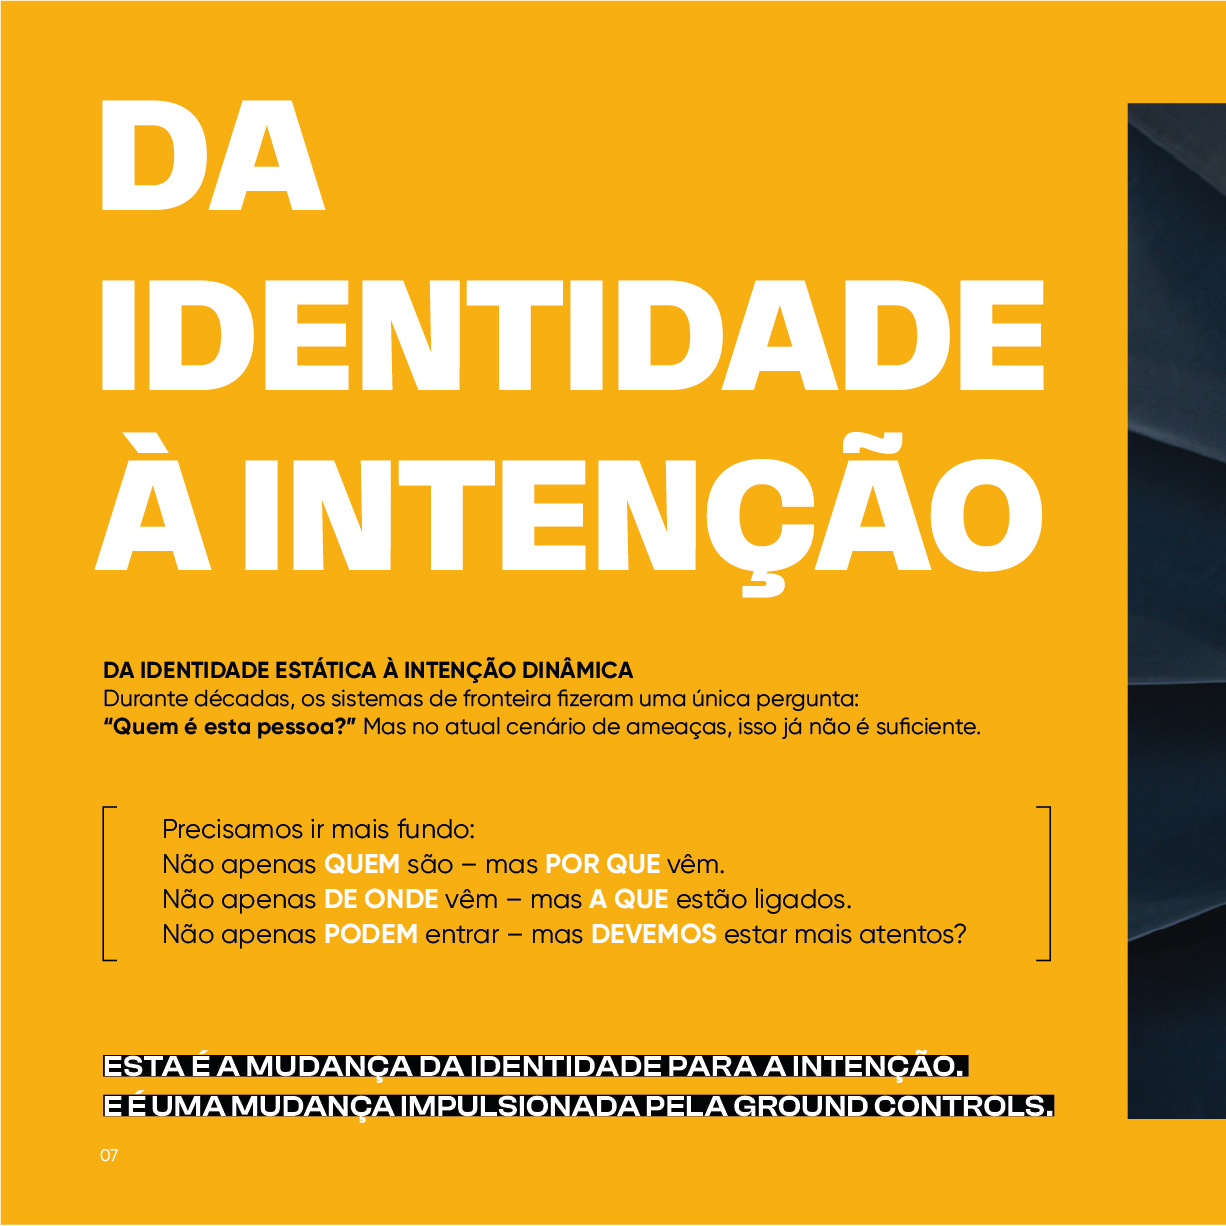 DA
IDENTIDADE
À INTENÇÃO
DA IDENTIDADE ESTÁTICA À INTENÇÃO DINÂMICA
Durante décadas, os sistemas de fronteira fizeram uma única pergunta:
“Quem é esta pessoa?” Mas no atual cenário de ameaças, isso já não é suficiente.
Precisamos ir mais fundo:
Não apenas QUEM são – mas POR QUE vêm.
Não apenas DE ONDE vêm – mas A QUE estão ligados.
Não apenas PODEM entrar – mas DEVEMOS estar mais atentos?
ESTA É A MUDANÇA DA IDENTIDADE PARA A INTENÇÃO.
E É UMA MUDANÇA IMPULSIONADA PELA GROUND CONTROLS.
07